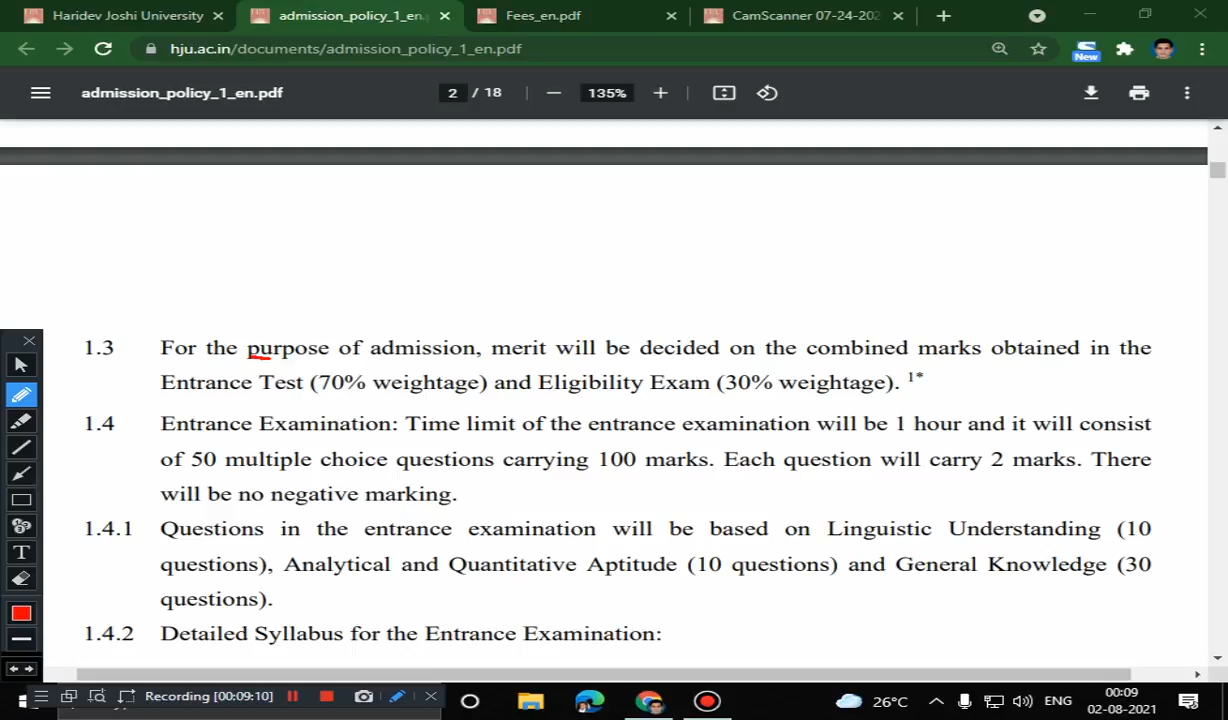 Haridev Joshi University
admission_policy_1_en.
Fees_en.pdf
CamScanner 07-24-202
hju.ac.in/documents/admission_policy_1_en.pdf
New
admission_policy_1_en.pdf
2 / 18
135%
1.3 For the purpose of admission, merit will be decided on the combined marks obtained in the
Entrance Test (70% weightage) and Eligibility Exam (30% weightage). 1*
1.4 Entrance Examination: Time limit of the entrance examination will be 1 hour and it will consist
of 50 multiple choice questions carrying 100 marks. Each question will carry 2 marks. There
will be no negative marking.
1.4.1 Questions in the entrance examination will be based on Linguistic Understanding (10
questions), Analytical and Quantitative Aptitude (10 questions) and General Knowledge (30
questions).
1.4.2 Detailed Syllabus for the Entrance Examination:
T
Recording [00:09:10]
26°C
ENG
00:09
02-08-2021